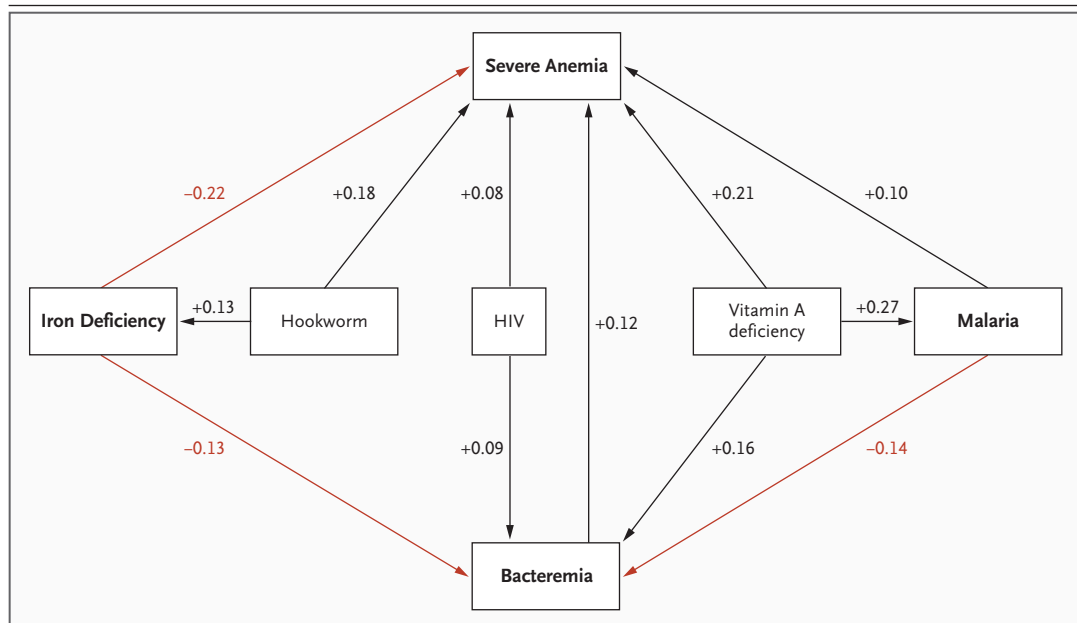 Severe Anemia
–0.22
+0.18
+0.08
+0.21
+0.10
Iron Deficiency
+0.13
Hookworm
HIV
+0.12
Vitamin A
deficiency
+0.27
Malaria
–0.13
+0.09
+0.16
–0.14
Bacteremia